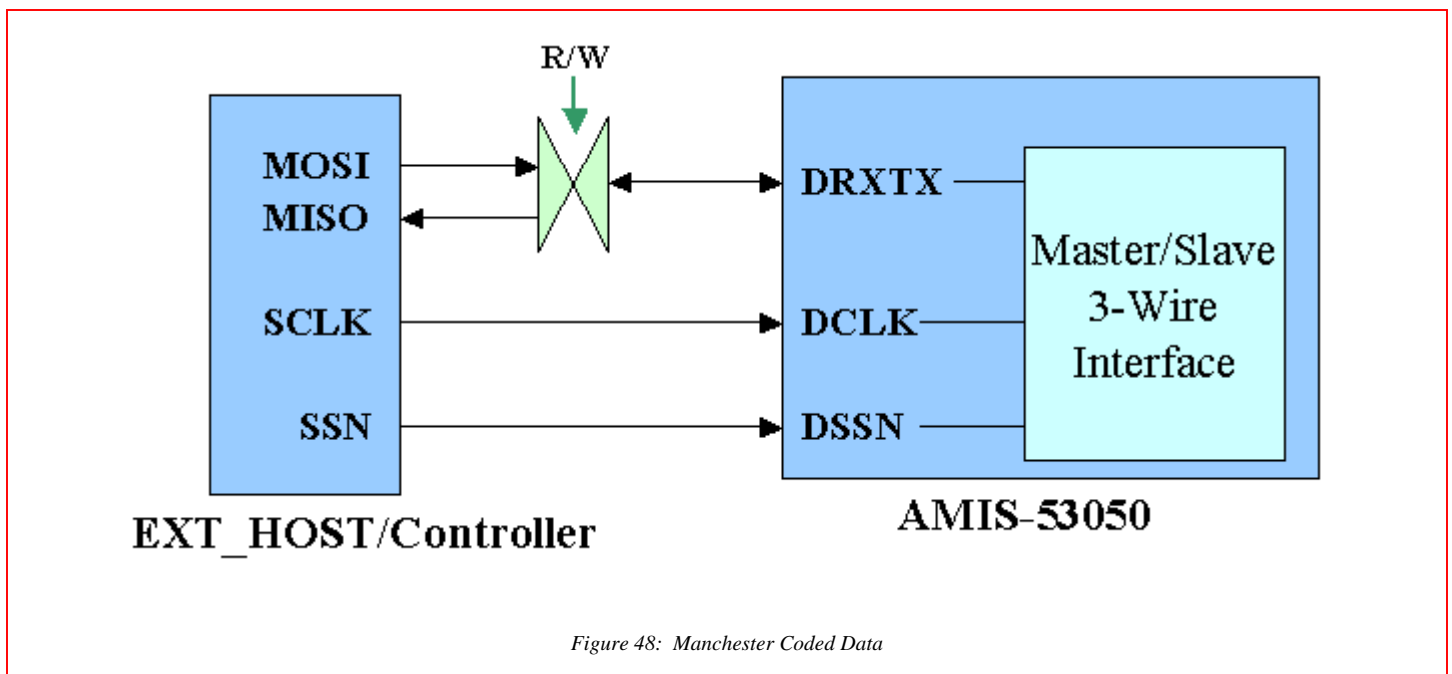 R/W
MOSI
MISO
SCLK
SSN
DRXTX
DCLK
DSSN
Master/Slave
3-Wire
Interface
EXT_HOST/Controller
AMIS-53050
Figure 48:  Manchester Coded Data